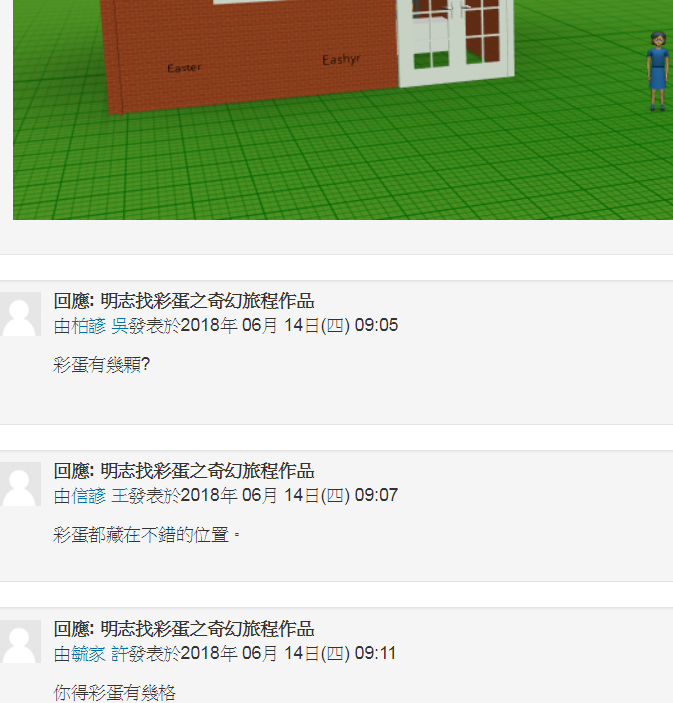 Easter
Eashyr
回應: 明志找彩蛋之奇幻旅程作品
由柏諺 吳發表於2018年 06月 14日(四) 09:05
彩蛋有幾顆?
回應: 明志找彩蛋之奇幻旅程作品
由信諺 王發表於2018年 06月 14日(四) 09:07
彩蛋都藏在不錯的位置。
回應: 明志找彩蛋之奇幻旅程作品
由毓家 許發表於2018年 06月 14日(四) 09:11
你得彩蛋有幾格